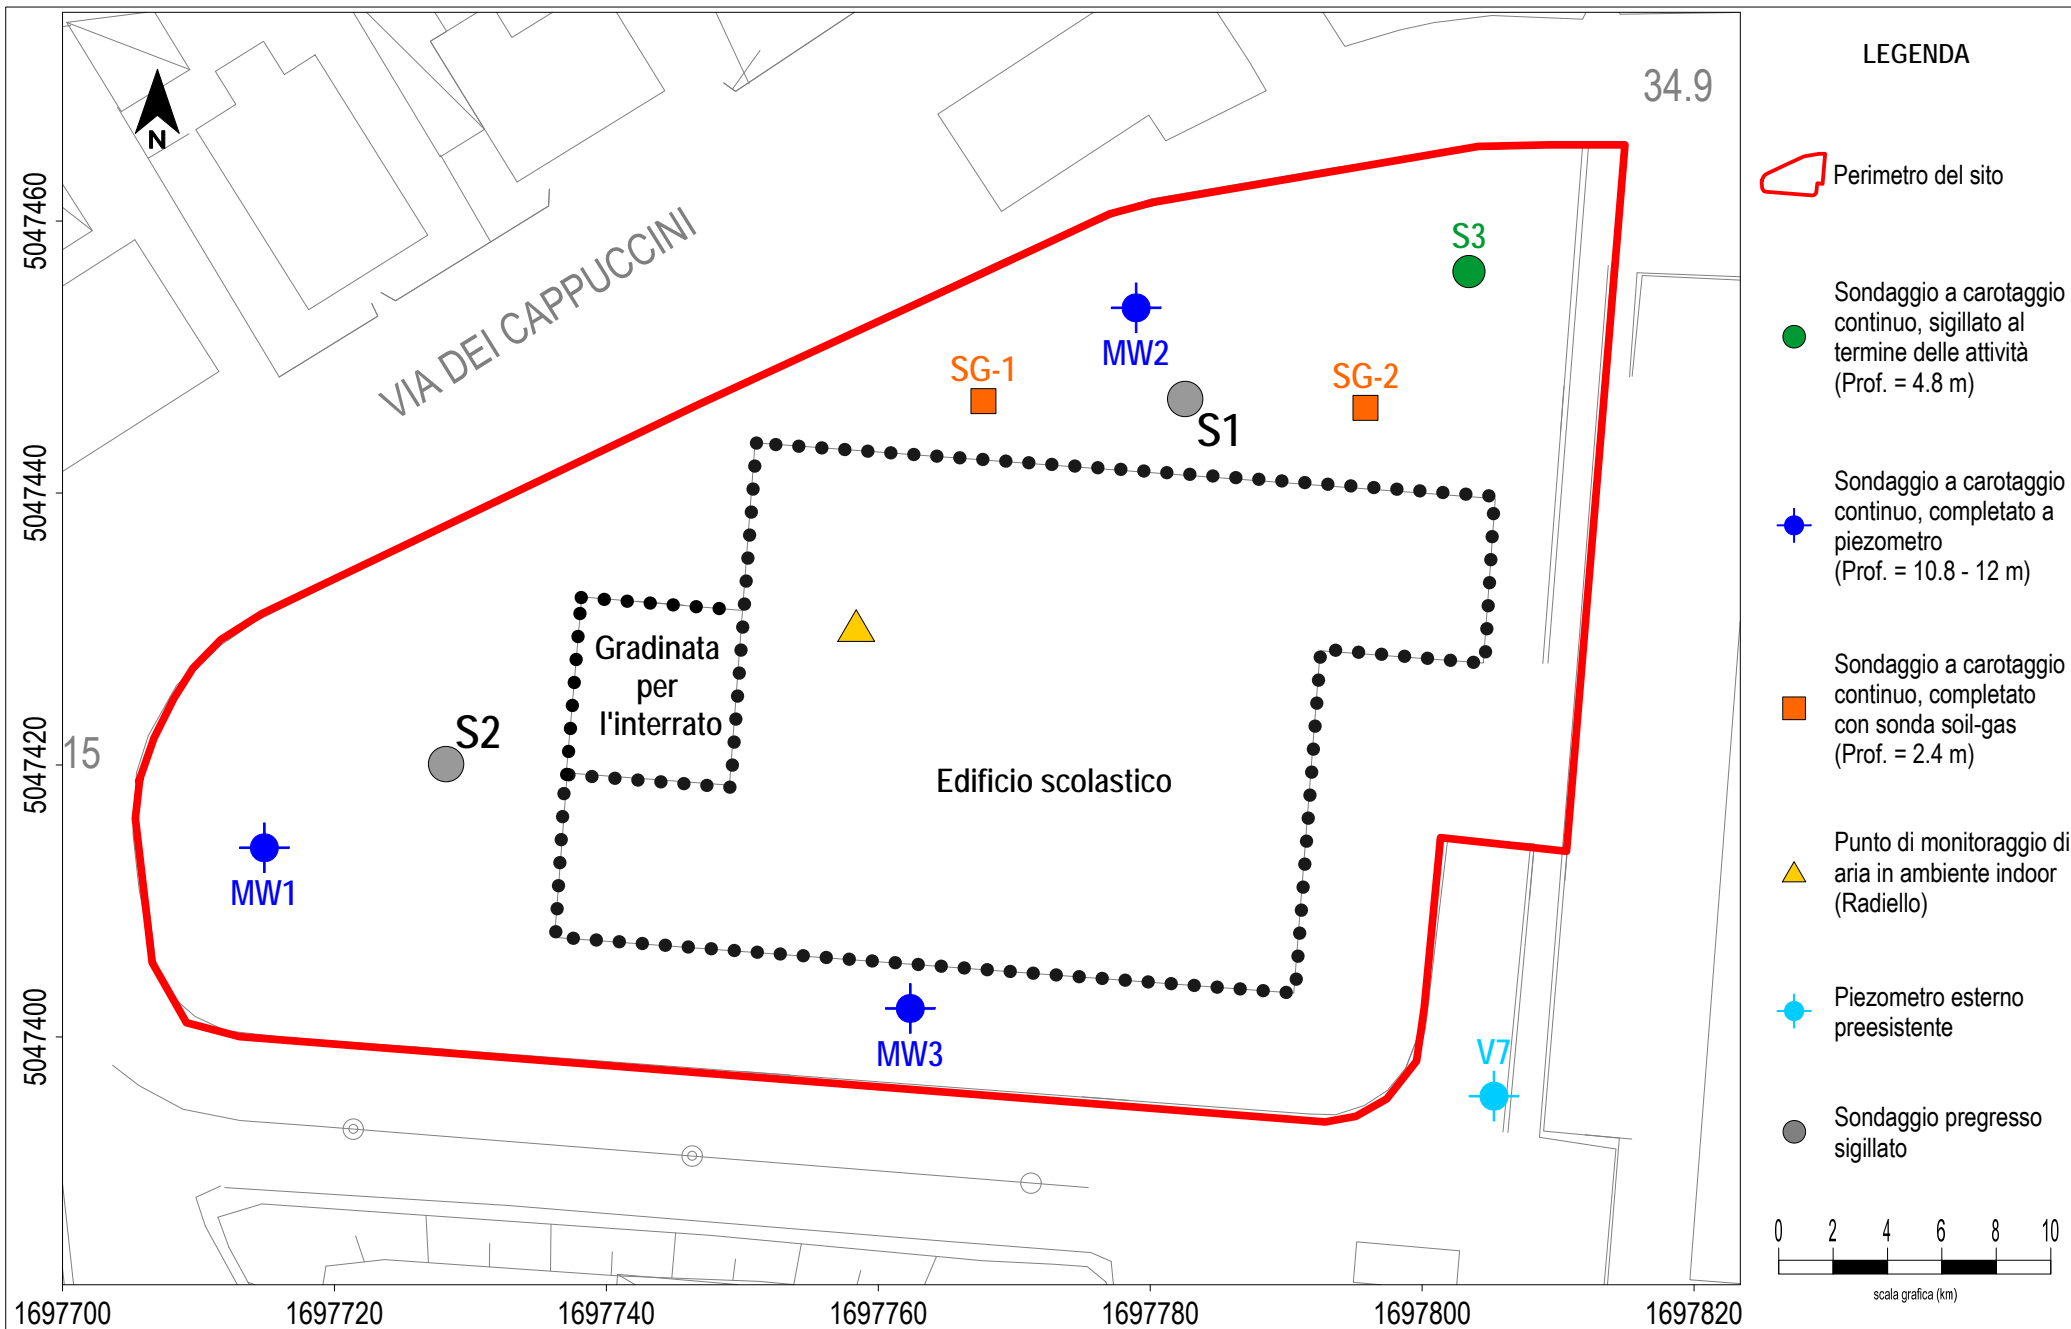 34.9
VIA DEI CAPPUCCINI
S3
MW2
SG-1
SG-2
S1
Gradinata
per
l'interrato
S2
15
Edificio scolastico
MW1
MW3
V7
5047460
5047440
5047420
5047400
1697700
1697720
1697740
1697760
1697780
1697800
1697820
N
LEGENDA
Perimetro del sito
Sondaggio a carotaggio
continuo, sigillato al
termine delle attività
(Prof. = 4.8 m)
Sondaggio a carotaggio
continuo, completato a
piezometro
(Prof. = 10.8 - 12 m)
Sondaggio a carotaggio
continuo, completato
con sonda soil-gas
(Prof. = 2.4 m)
Punto di monitoraggio di
aria in ambiente indoor
(Radiello)
Piezometro esterno
preesistente
Sondaggio pregresso
sigillato
0 2 4 6 8 10
scala grafica (km)